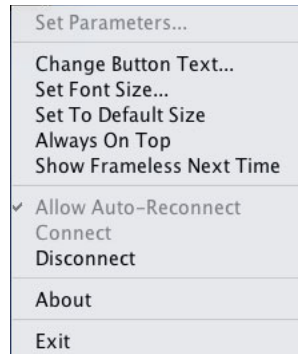 Set Parameters...
Change Button Text...
Set Font Size...
Set To Default Size
Always On Top
Show Frameless Next Time
✓ Allow Auto-Reconnect
Connect
Disconnect
About
Exit